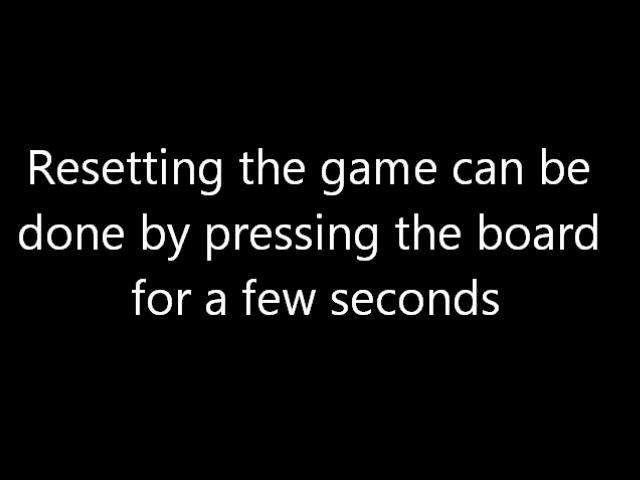 Resetting the game can be
done by pressing the board
for a few seconds